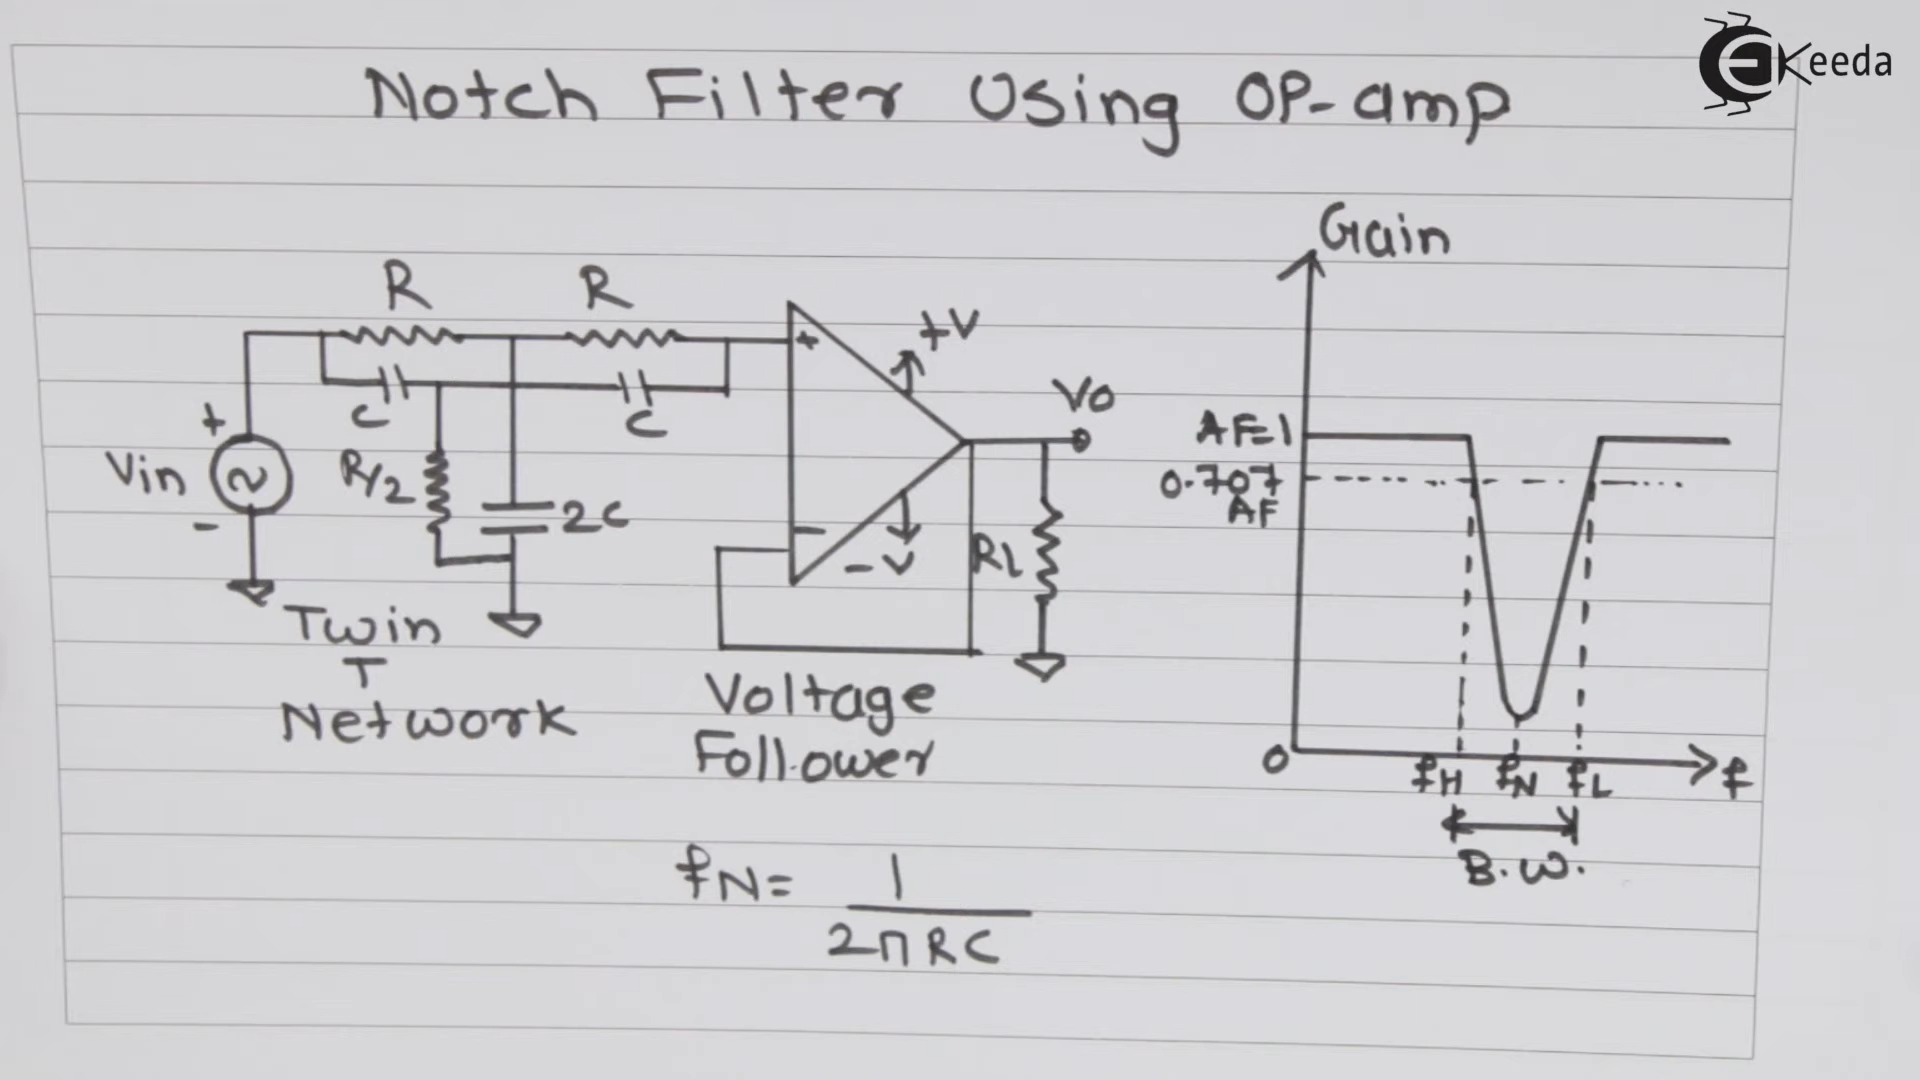 Notch Filter Using OP-amp
EKeeda
R
R
+
+V
C
C
Vo
+
Vin
-
R/2
2C
-
-V
RL
Twin
T
Network
Voltage
Follower
Gain
AF=1
0.707
AF
0
fH
fN
fL
f
B.W.
fN = 1
2πRC